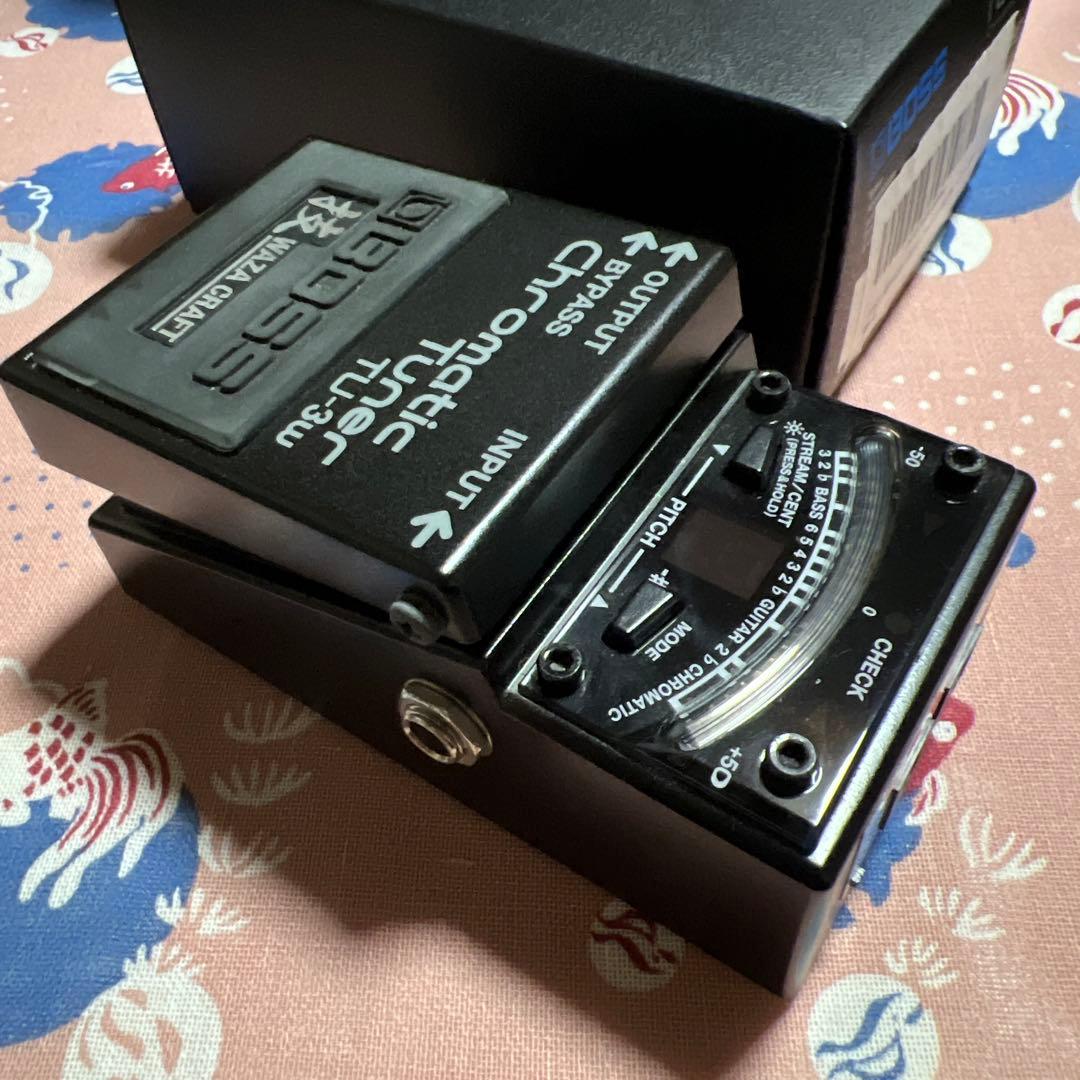 BOSS
BOSS
技 WAZA CRAFT
OUTPUT
BYPASS
Chromatic
Tuner
TU-3w
INPUT
-50
0
+50
CHECK
STREAM/CENT
(PRESS&HOLD)
PITCH
-#
MODE
3 2 b BASS 6 5 4 3 2 b GUITAR 2 b CHROMATIC